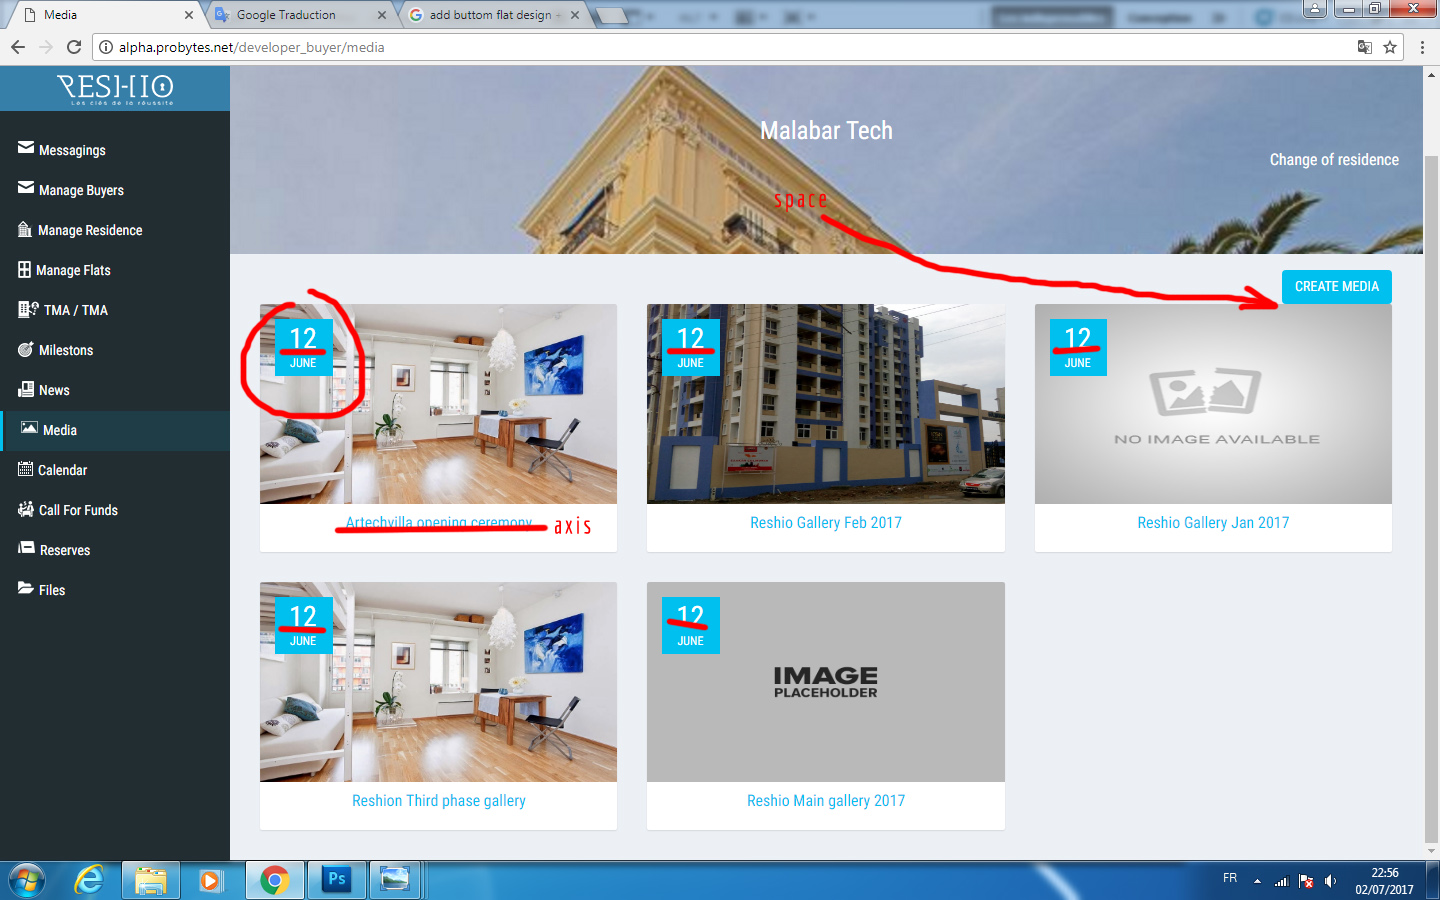 Media
Google Traduction
add buttom flat design -
alpha.probytes.net/developer_buyer/media
RESHIO
Les clés de la réussite
Messagings
Manage Buyers
Manage Residence
Manage Flats
TMA / TMA
Milestons
News
Media
Calendar
Call For Funds
Reserves
Files
Malabar Tech
Change of residence
space
CREATE MEDIA
12
JUNE
12
JUNE
12
JUNE
NO IMAGE AVAILABLE
Artechvilla opening ceremony
axis
Reshio Gallery Feb 2017
Reshio Gallery Jan 2017
12
JUNE
12
JUNE
IMAGE
PLACEHOLDER
Reshion Third phase gallery
Reshio Main gallery 2017
Ps
FR
22:56
02/07/2017